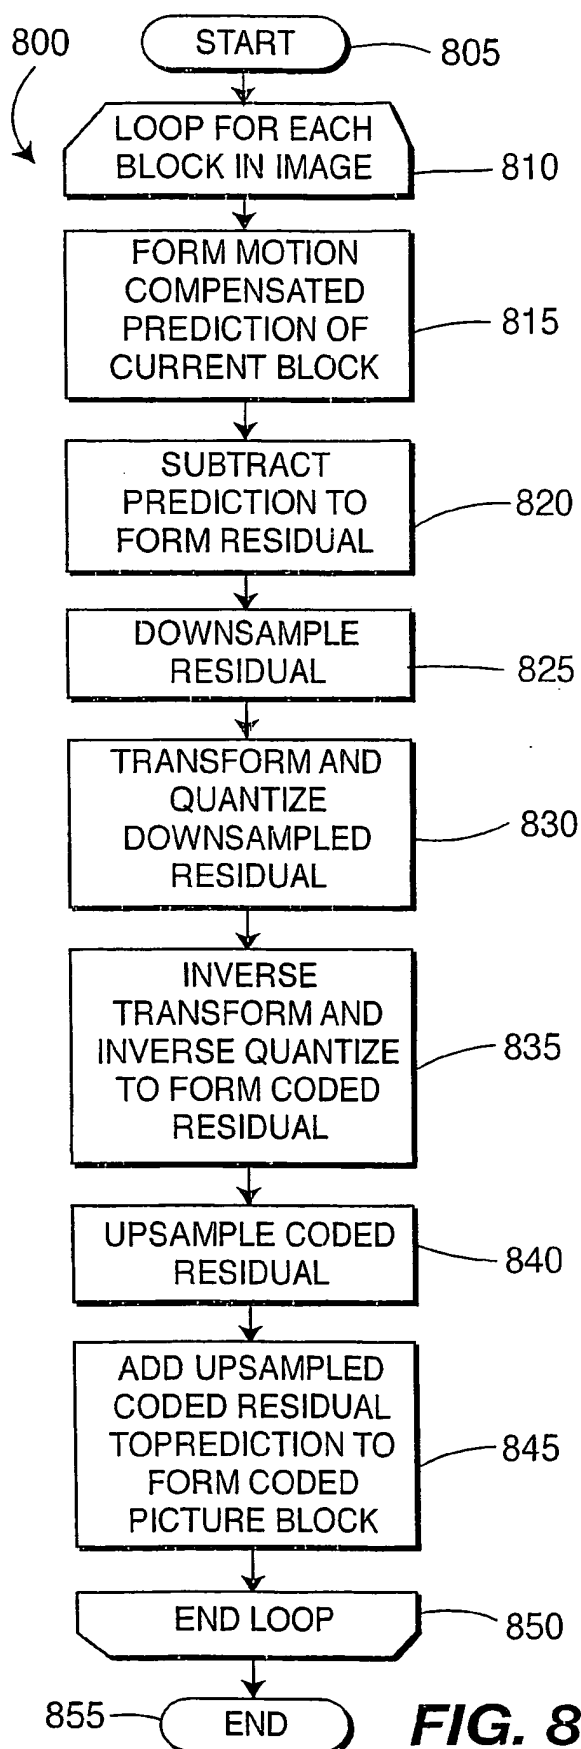 800
START
805
LOOP FOR EACH
BLOCK IN IMAGE
810
FORM MOTION
COMPENSATED
PREDICTION OF
CURRENT BLOCK
815
SUBTRACT
PREDICTION TO
FORM RESIDUAL
820
DOWNSAMPLE
RESIDUAL
825
TRANSFORM AND
QUANTIZE
DOWNSAMPLED
RESIDUAL
830
INVERSE
TRANSFORM AND
INVERSE QUANTIZE
TO FORM CODED
RESIDUAL
835
UPSAMPLE CODED
RESIDUAL
840
ADD UPSAMPLED
CODED RESIDUAL
TOPREDICTION TO
FORM CODED
PICTURE BLOCK
845
END LOOP
850
855
END
FIG. 8